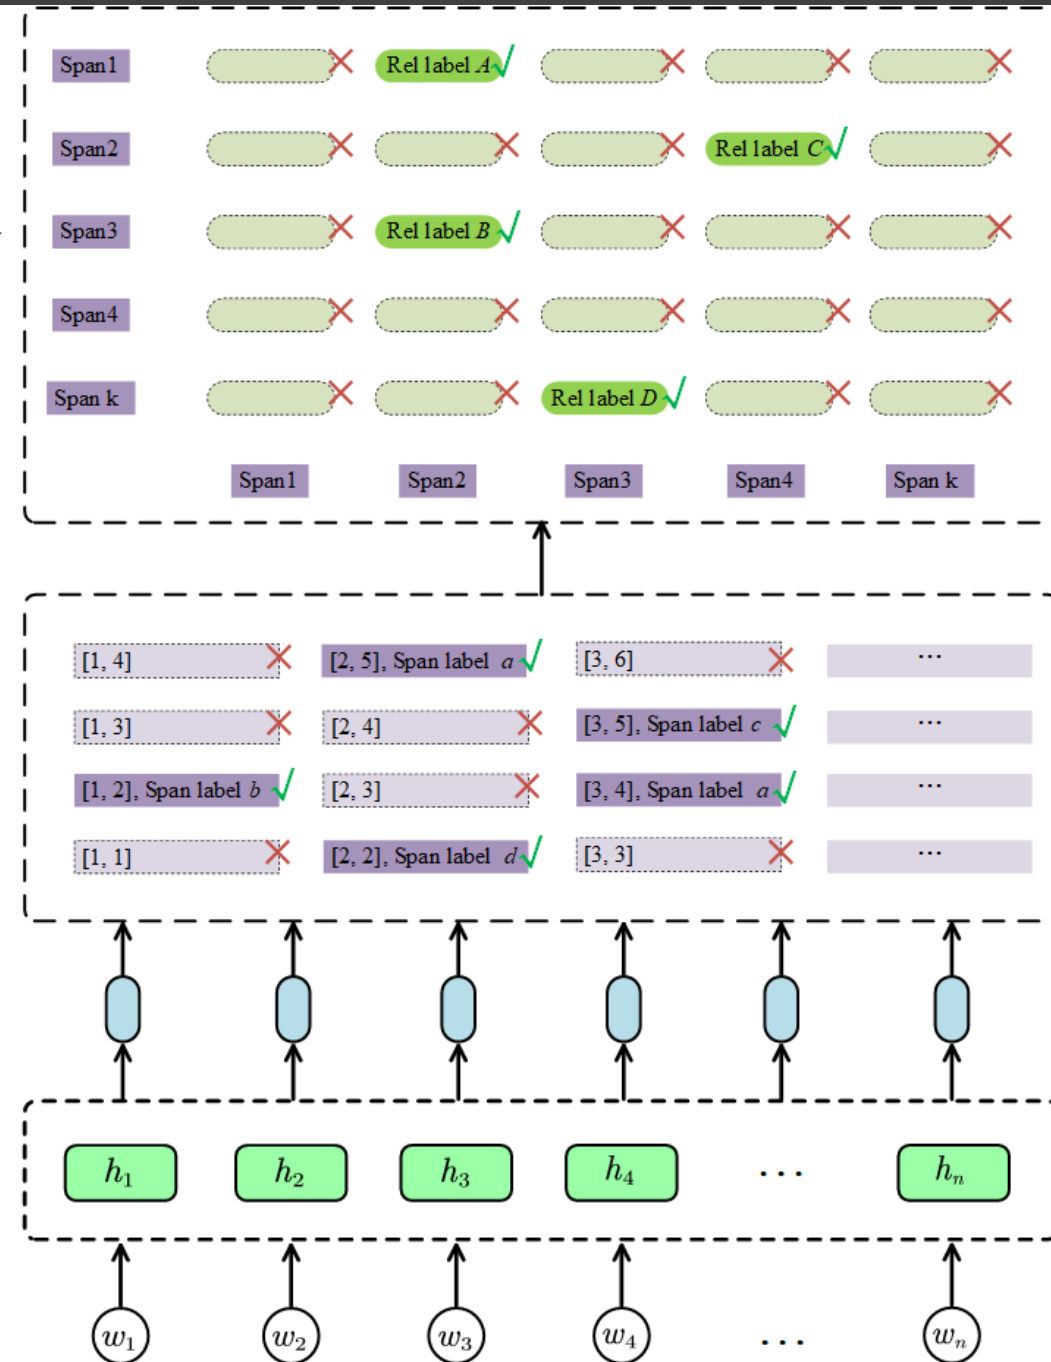 Span1 Rel label A
Span2 Rel label C
Span3 Rel label B
Span4
Span k Rel label D
Span1 Span2 Span3 Span4 Span k
[1, 4] [2, 5], Span label a [3, 6] ...
[1, 3] [2, 4] [3, 5], Span label c ...
[1, 2], Span label b [2, 3] [3, 4], Span label a ...
[1, 1] [2, 2], Span label d [3, 3] ...
h₁ h₂ h₃ h₄ ... hₙ
w₁ w₂ w₃ w₄ ... wₙ